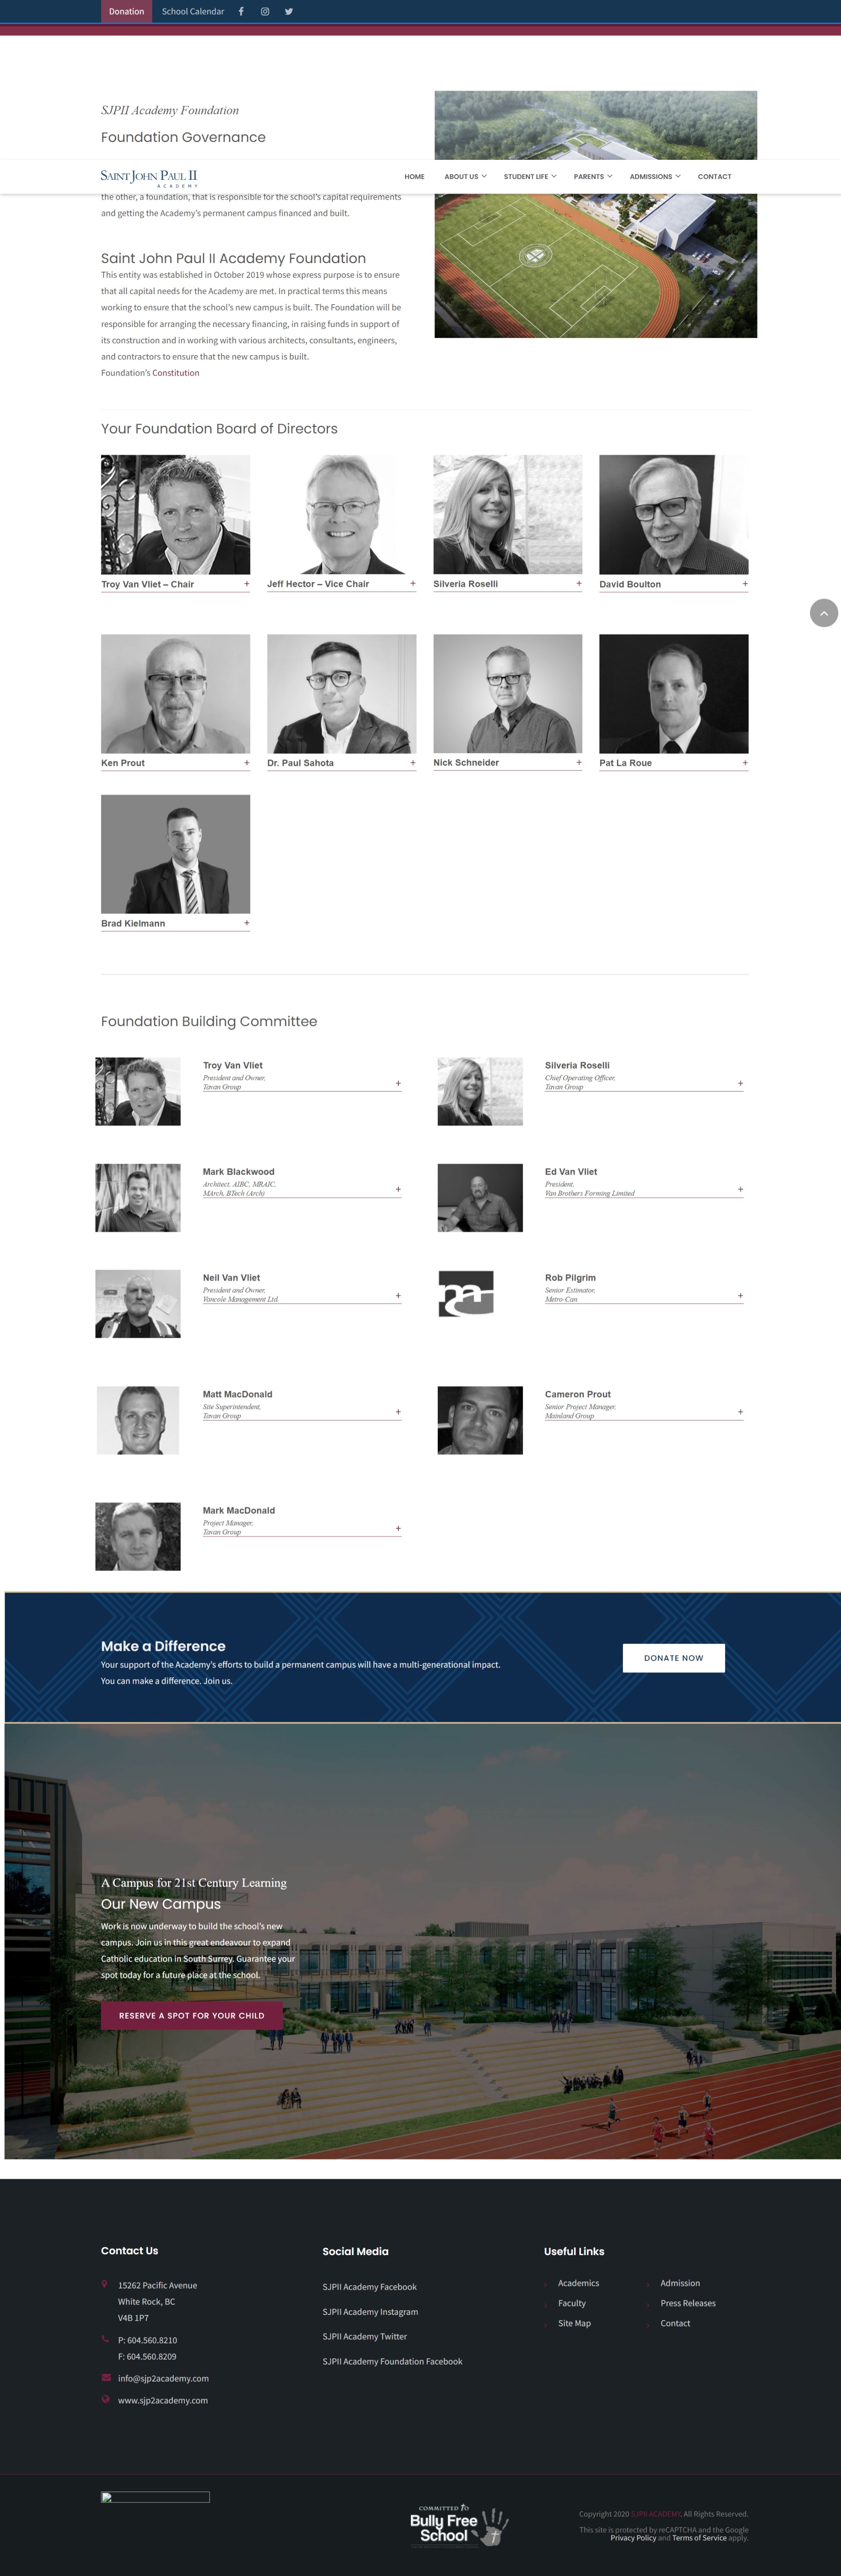 Donation School Calendar
SJPII Academy Foundation
Foundation Governance
SAINT JOHN PAUL II
ACADEMY
HOME ABOUT US STUDENT LIFE PARENTS ADMISSIONS CONTACT
the other, a foundation, that is responsible for the school's capital requirements
and getting the Academy's permanent campus financed and built.
Saint John Paul II Academy Foundation
This entity was established in October 2019 whose express purpose is to ensure
that all capital needs for the Academy are met. In practical terms this means
working to ensure that the school's new campus is built. The Foundation will be
responsible for arranging the necessary financing, in raising funds in support of
its construction and in working with various architects, consultants, engineers,
and contractors to ensure that the new campus is built.
Foundation's Constitution
Your Foundation Board of Directors
Troy Van Vliet – Chair +
Jeff Hector – Vice Chair +
Silveria Roselli +
David Boulton +
Ken Prout +
Dr. Paul Sahota +
Nick Schneider +
Pat La Roue +
Brad Kielmann +
Foundation Building Committee
Troy Van Vliet
President and Owner,
Tavan Group +
Silveria Roselli
Chief Operating Officer,
Tavan Group +
Mark Blackwood
Architect, AIBC, MRAIC,
MArch, BTech (Arch) +
Ed Van Vliet
President,
Van Brothers Forming Limited +
Neil Van Vliet
President and Owner,
Vancole Management Ltd. +
Rob Pilgrim
Senior Estimator,
Metro-Can +
Matt MacDonald
Site Superintendent,
Tavan Group +
Cameron Prout
Senior Project Manager,
Mainland Group +
Mark MacDonald
Project Manager,
Tavan Group +
Make a Difference
Your support of the Academy's efforts to build a permanent campus will have a multi-generational impact.
You can make a difference. Join us.
DONATE NOW
A Campus for 21st Century Learning
Our New Campus
Work is now underway to build the school's new
campus. Join us in this great endeavour to expand
Catholic education in South Surrey. Guarantee your
spot today for a future place at the school.
RESERVE A SPOT FOR YOUR CHILD
Contact Us
15262 Pacific Avenue
White Rock, BC
V4B 1P7
P: 604.560.8210
F: 604.560.8209
info@sjp2academy.com
www.sjp2academy.com
Social Media
SJPII Academy Facebook
SJPII Academy Instagram
SJPII Academy Twitter
SJPII Academy Foundation Facebook
Useful Links
Academics
Faculty
Site Map
Admission
Press Releases
Contact
COMMITTED TO
Bully Free
School
Copyright 2020 SJPII ACADEMY. All Rights Reserved.
This site is protected by reCAPTCHA and the Google
Privacy Policy and Terms of Service apply.